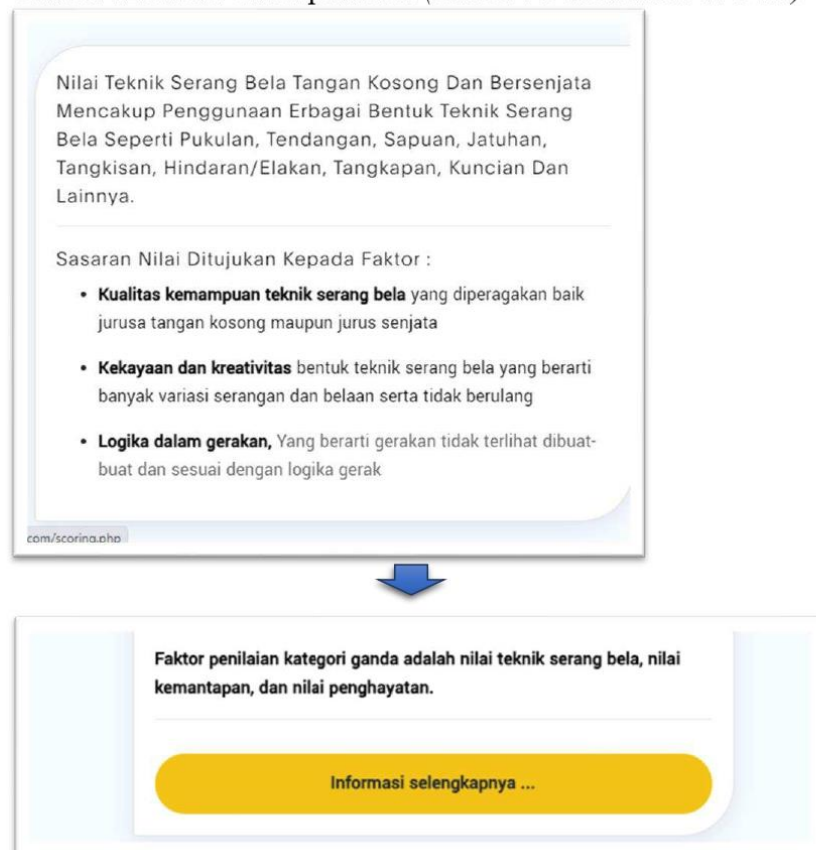 Nilai Teknik Serang Bela Tangan Kosong Dan Bersenjata
Mencakup Penggunaan Erbagai Bentuk Teknik Serang
Bela Seperti Pukulan, Tendangan, Sapuan, Jatuhan,
Tangkisan, Hindaran/Elakan, Tangkapan, Kuncian Dan
Lainnya.
Sasaran Nilai Ditujukan Kepada Faktor :
• Kualitas kemampuan teknik serang bela yang diperagakan baik
jurusa tangan kosong maupun jurus senjata
• Kekayaan dan kreativitas bentuk teknik serang bela yang berarti
banyak variasi serangan dan belaan serta tidak berulang
• Logika dalam gerakan, Yang berarti gerakan tidak terlihat dibuat-
buat dan sesuai dengan logika gerak
com/scoring.php
Faktor penilaian kategori ganda adalah nilai teknik serang bela, nilai
kemantapan, dan nilai penghayatan.
Informasi selengkapnya ...